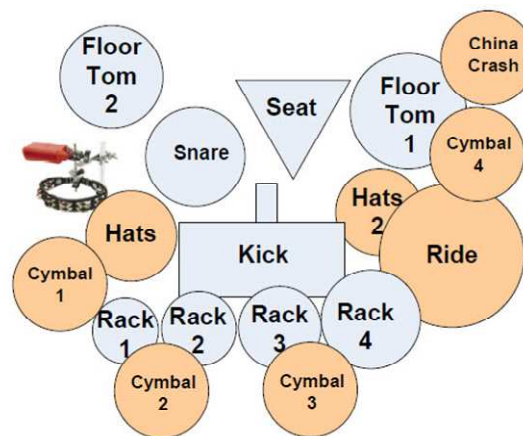 Floor
Tom
2
Seat
Floor
Tom
1
China
Crash
Snare
Cymbal
4
Hats
Hats
2
Kick
Ride
Cymbal
1
Rack
1
Rack
2
Rack
3
Rack
4
Cymbal
2
Cymbal
3